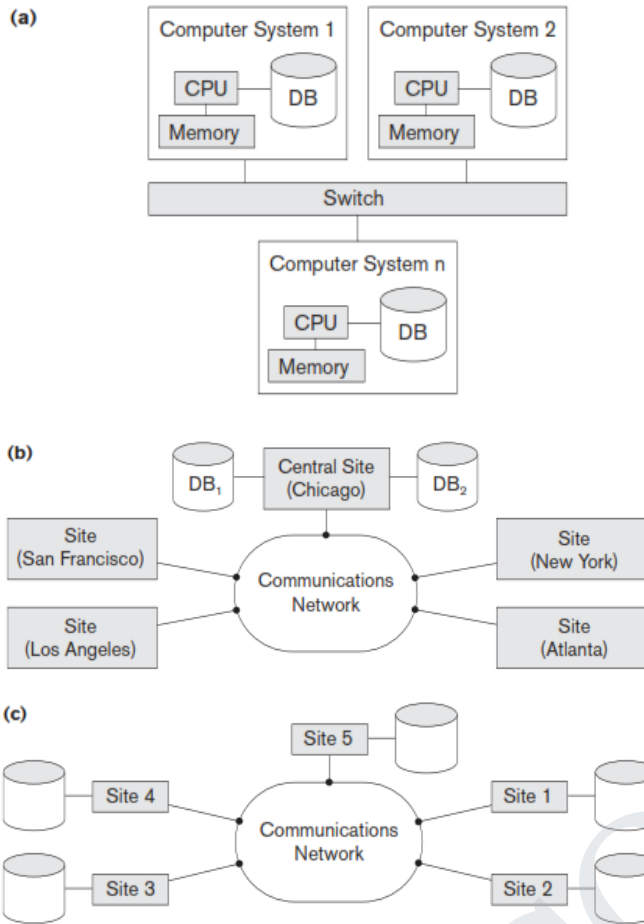 (a)
Computer System 1
CPU
DB
Memory
Computer System 2
CPU
DB
Memory
Switch
Computer System n
CPU
DB
Memory
(b)
DB₁
Central Site
(Chicago)
DB₂
Site
(San Francisco)
Site
(New York)
Communications
Network
Site
(Los Angeles)
Site
(Atlanta)
(c)
Site 5
Site 4
Site 1
Communications
Network
Site 3
Site 2